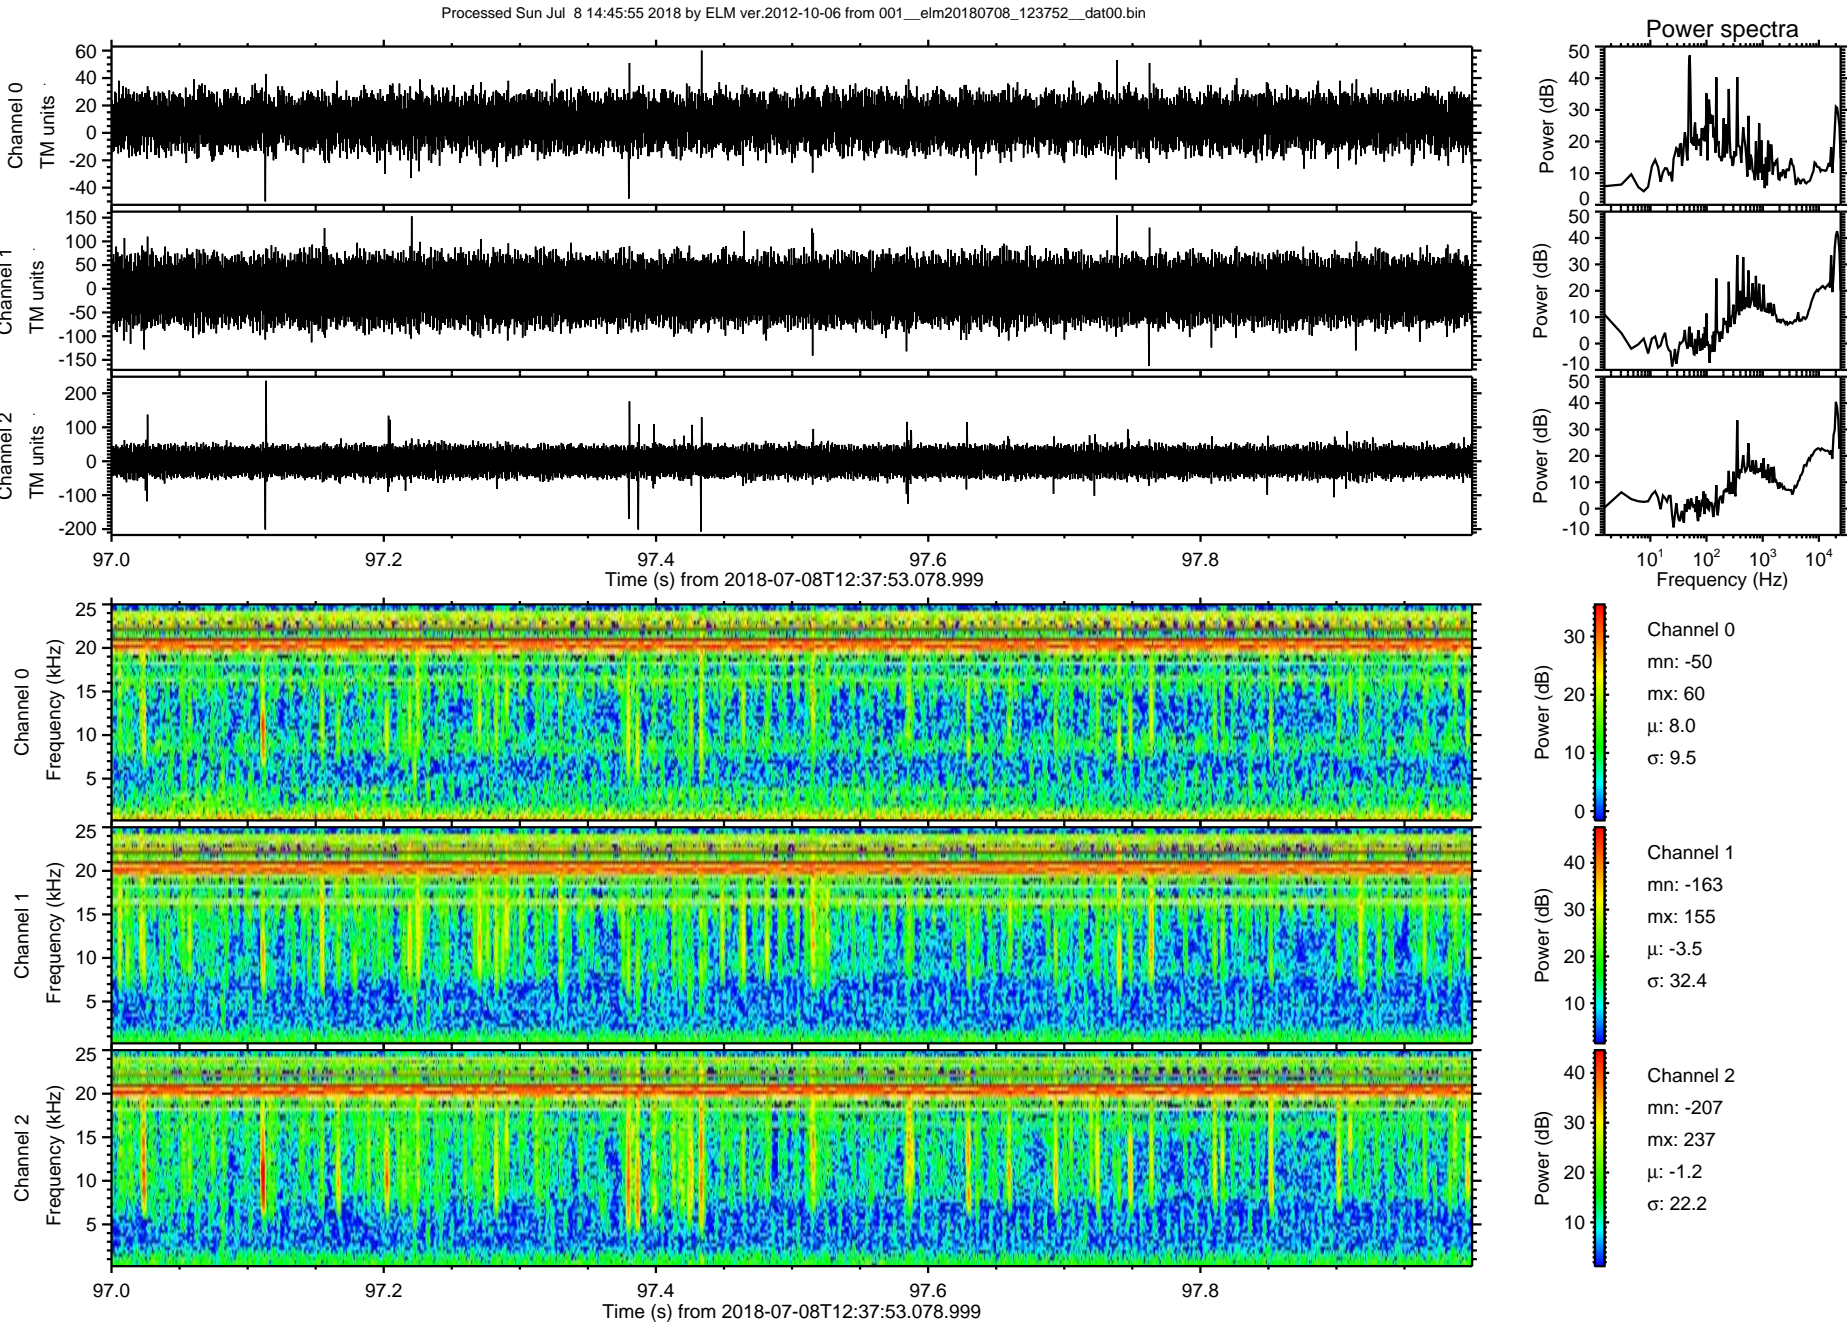 Processed Sun Jul  8 14:45:55 2018 by ELM ver.2012-10-06 from 001__elm20180708_123752__dat00.bin
Power spectra
Channel 0
TM units
60
40
20
0
-20
-40
Power (dB)
50
40
30
20
10
0
Channel 1
TM units
150
100
50
0
-50
-100
-150
Power (dB)
50
40
30
20
10
0
-10
Channel 2
TM units
200
100
0
-100
-200
Power (dB)
50
40
30
20
10
0
-10
97.0 97.2 97.4 97.6 97.8
Time (s) from 2018-07-08T12:37:53.078.999
10^1 10^2 10^3 10^4
Frequency (Hz)
Channel 0
Frequency (kHz)
25
20
15
10
5
Power (dB)
30
20
10
0
Channel 0
mn: -50
mx: 60
μ: 8.0
σ: 9.5
Channel 1
Frequency (kHz)
25
20
15
10
5
Power (dB)
40
30
20
10
Channel 1
mn: -163
mx: 155
μ: -3.5
σ: 32.4
Channel 2
Frequency (kHz)
25
20
15
10
5
Power (dB)
40
30
20
10
Channel 2
mn: -207
mx: 237
μ: -1.2
σ: 22.2
97.0 97.2 97.4 97.6 97.8
Time (s) from 2018-07-08T12:37:53.078.999